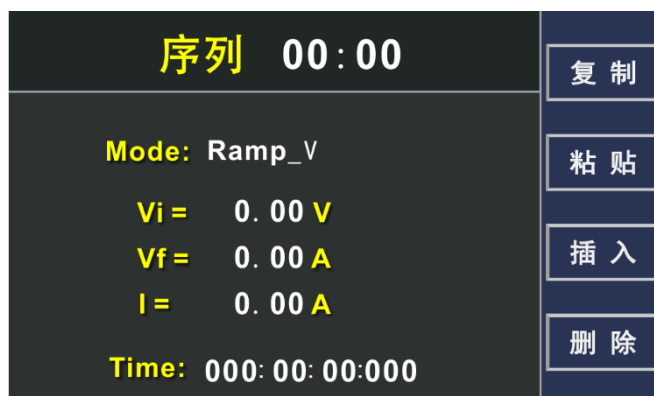 序列 00:00
复制
Mode: Ramp_V
粘贴
Vi = 0.00 V
Vf = 0.00 A
插入
I = 0.00 A
删除
Time: 000:00:00:000